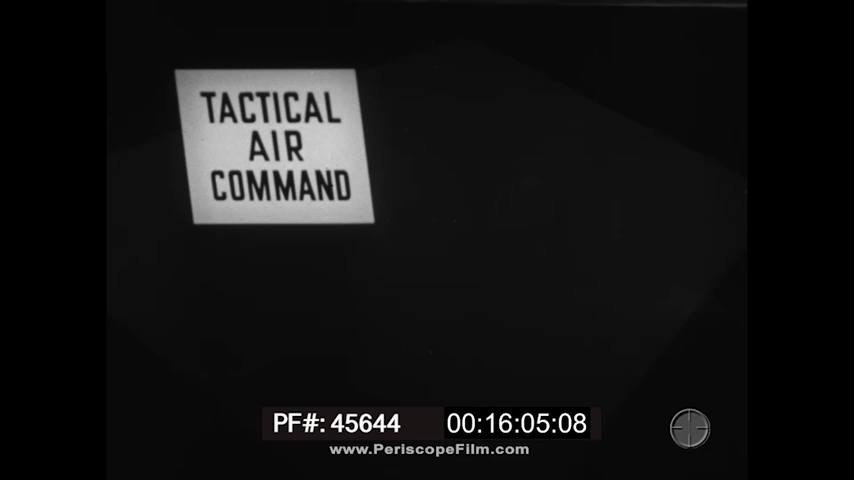 TACTICAL
AIR
COMMAND
PF#: 45644 00:16:05:08
www.PeriscopeFilm.com